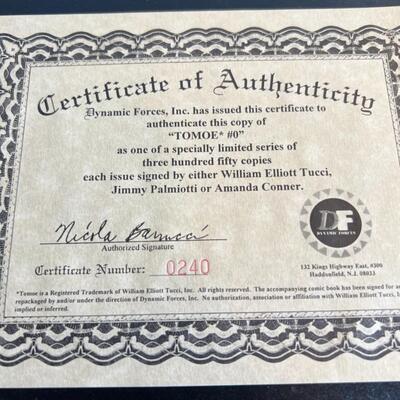 Certificate of Authenticity
Dynamic Forces, Inc. has issued this certificate to
authenticate this copy of
"TOMOE* #0"
as one of a specially limited series of
three hundred fifty copies
each issue signed by either William Elliott Tucci,
Jimmy Palmiotti or Amanda Conner.
DF
DYNAMIC FORCES
Authorized Signature
Certificate Number: 0240
132 Kings Highway East, #300
Haddonfield, N.J. 08033
*Tomoe is a Registered Trademark of William Elliott Tucci, Inc. All rights reserved. The accompanying comic book has been signed for an
repackaged by and/or under the direction of Dynamic Forces, Inc. No authorization, association or affiliation with William Elliott Tucci, In
implied or inferred.